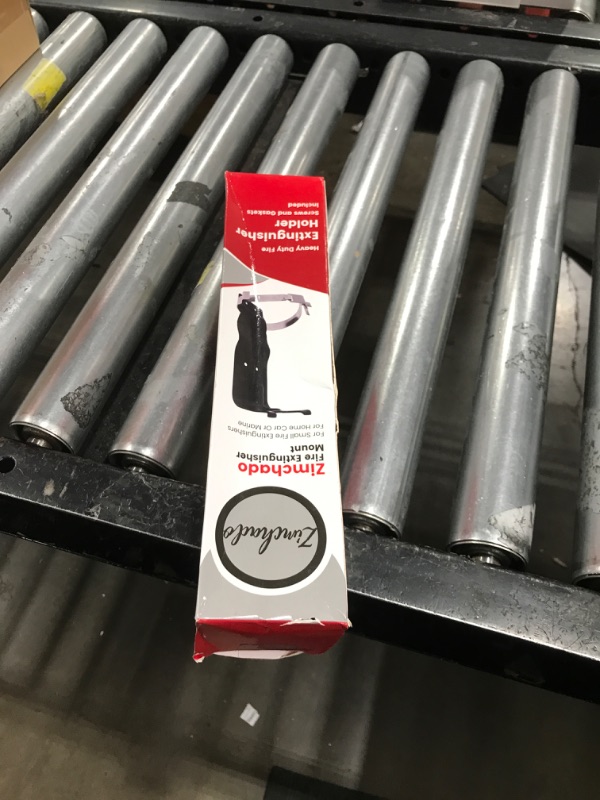 Zimchado
Zimchado
Fire Extinguisher
Mount
For Small Fire Extinguishers
For Home Car Or Marine
Heavy Duty Fire
Extinguisher
Holder
Screws and Gaskets
Included